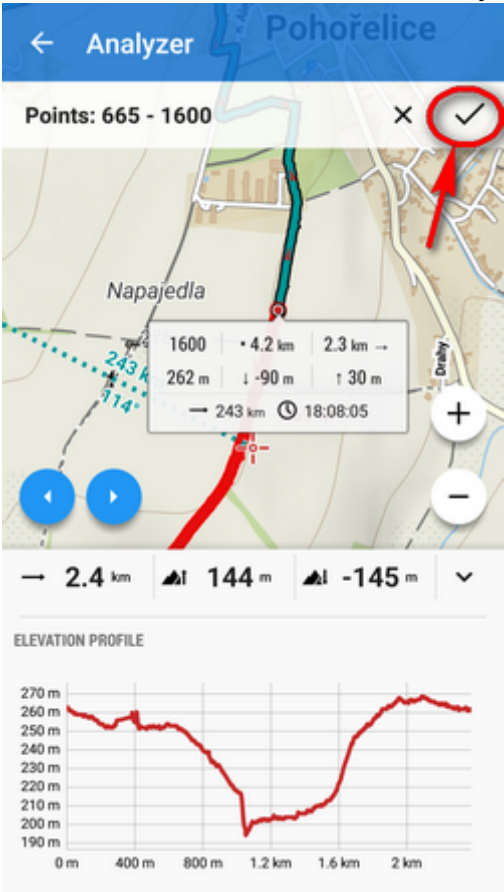 Pohořelice
← Analyzer
Points: 665 - 1600
Napajedla
1600 • 4.2 km 2.3 km →
262 m ↓ -90 m ↑ 30 m
→ 243 km 18:08:05
114°
Drahy
+
−
→ 2.4 km 144 m -145 m
ELEVATION PROFILE
270 m
260 m
250 m
240 m
230 m
220 m
210 m
200 m
190 m
0 m 400 m 800 m 1.2 km 1.6 km 2 km